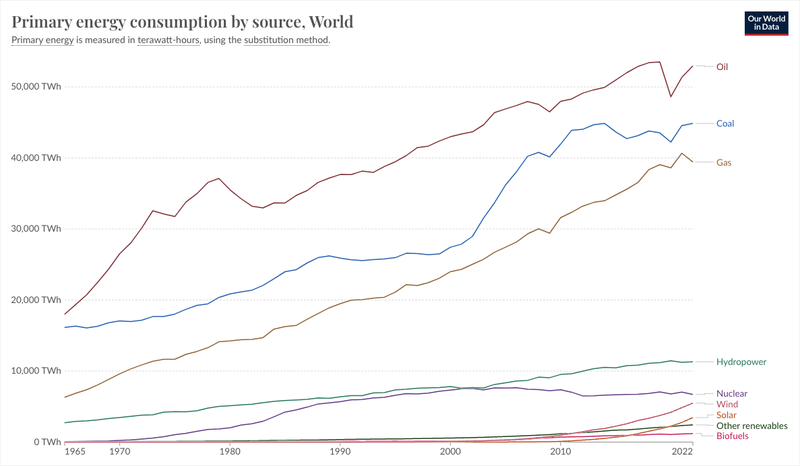 Primary energy consumption by source, World
Primary energy is measured in terawatt-hours, using the substitution method.
Our World
in Data
50,000 TWh
40,000 TWh
30,000 TWh
20,000 TWh
10,000 TWh
0 TWh
1965
1970
1980
1990
2000
2010
2022
Oil
Coal
Gas
Hydropower
Nuclear
Wind
Solar
Other renewables
Biofuels